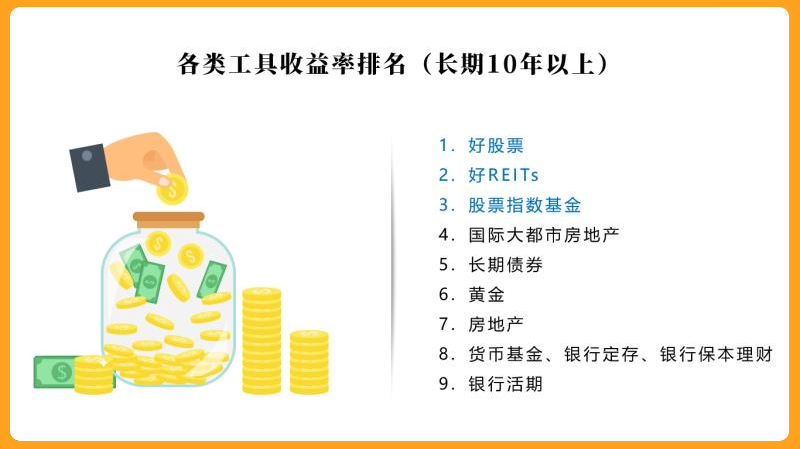 各类工具收益率排名（长期10年以上）
1. 好股票
2. 好REITs
3. 股票指数基金
4. 国际大都市房地产
5. 长期债券
6. 黄金
7. 房地产
8. 货币基金、银行定存、银行保本理财
9. 银行活期